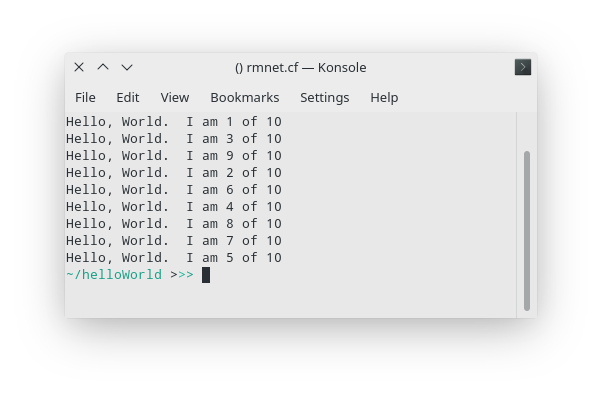 () rmnet.cf — Konsole
File Edit View Bookmarks Settings Help
Hello, World.  I am 1 of 10
Hello, World.  I am 3 of 10
Hello, World.  I am 9 of 10
Hello, World.  I am 2 of 10
Hello, World.  I am 6 of 10
Hello, World.  I am 4 of 10
Hello, World.  I am 8 of 10
Hello, World.  I am 7 of 10
Hello, World.  I am 5 of 10
~/helloWorld >>>